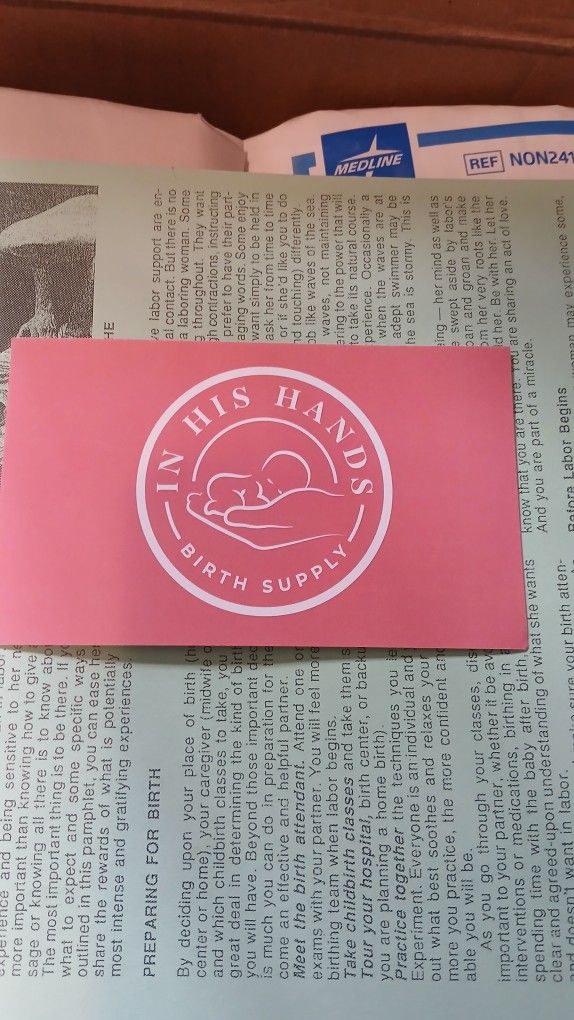 MEDLINE
REF NON241
IN HIS HANDS
BIRTH SUPPLY
experience and being sensitive to her
more important than knowing how to give
sage or knowing all there is to know
The most important thing is to be there. If
what to expect and some specific ways
outlined in this pamphlet, you can ease her
share the rewards of what is potentially
most intense and gratifying experiences.
PREPARING FOR BIRTH
By deciding upon your place of birth
center or home), your caregiver (midwife
and which childbirth classes to take, you
great deal in determining the kind of birth
you will have. Beyond those important
is much you can do in preparation for the
come an effective and helpful partner.
Meet the birth attendant. Attend one or
exams with your partner. You will feel more
birthing team when labor begins.
Take childbirth classes and take them
Tour your hospital, birth center, or
you are planning a home birth).
Practice together the techniques you
Experiment. Everyone is an individual and
out what best soothes and relaxes your
more you practice, the more confident and
able you will be.
As you go through your classes,
important to your partner, whether it be
interventions or medications, birthing in
spending time with the baby after birth,
clear and agreed-upon understanding of what she wants
and doesn't want in labor.
sure your birth atten-
HE
labor support are en-
contact. But there is no
a laboring woman. Some
throughout. They want
contractions, instructing
prefer to have their part-
words. Some enjoy
want simply to be held in
ask her from time to time
or if she'd like you to do
touching) differently
like waves of the sea.
waves, not maintaining
to the power that will
to take its natural course.
Occasionally a
when the waves are at
adept swimmer may be
the sea is stormy. This is
— her mind as well as
swept aside by labor's
and groan and make
her very roots like the
her. Be with her. Let her
know that you are there. You are sharing an act of love.
And you are part of a miracle.
Before Labor Begins
woman may experience some,